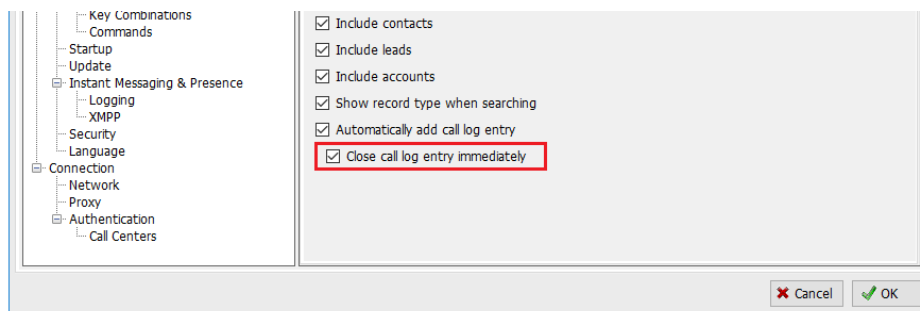 Key Combinations
Commands
Startup
Update
Instant Messaging & Presence
Logging
XMPP
Security
Language
Connection
Network
Proxy
Authentication
Call Centers
Include contacts
Include leads
Include accounts
Show record type when searching
Automatically add call log entry
Close call log entry immediately
Cancel
OK